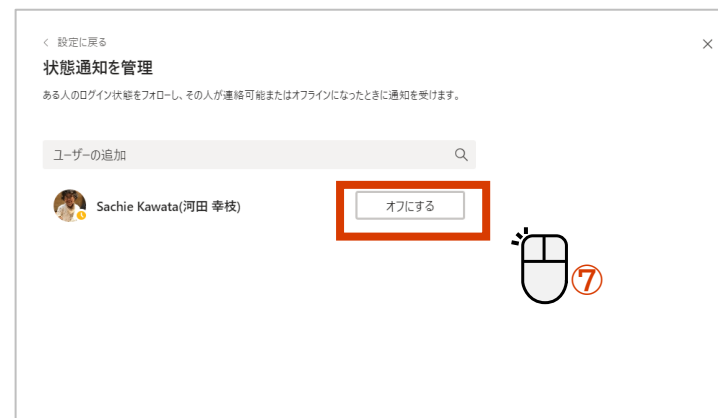 < 設定に戻る
状態通知を管理
ある人のログイン状態をフォローし、その人が連絡可能またはオフラインになったときに通知を受けます。
ユーザーの追加
Sachie Kawata(河田 幸枝)
オフにする
⑦